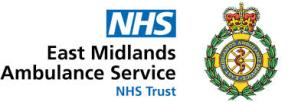 NHS
East Midlands
Ambulance Service
NHS Trust